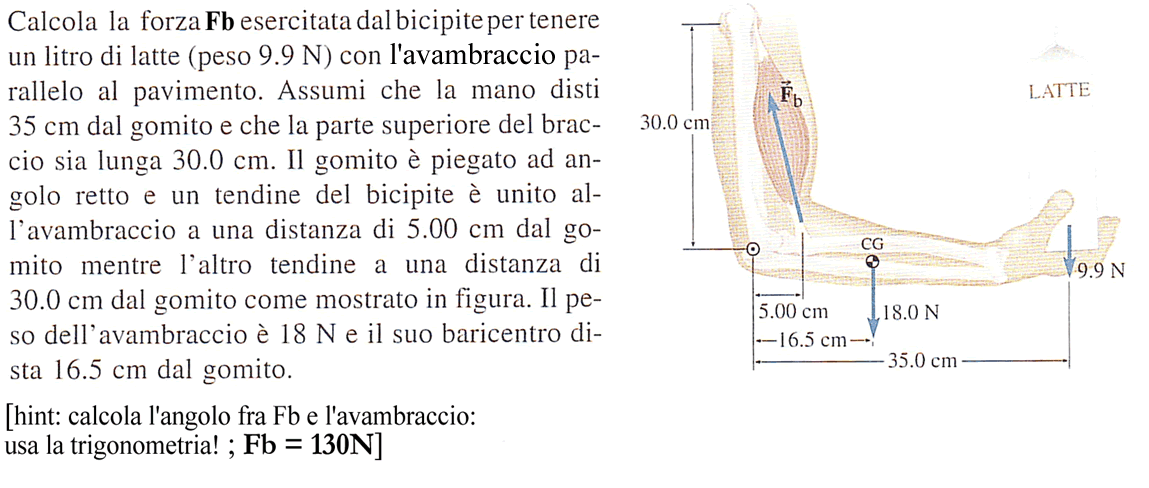 Calcola la forza Fb esercitata dal bicipite per tenere
un litro di latte (peso 9.9 N) con l'avambraccio pa-
rallelo al pavimento. Assumi che la mano disti
35 cm dal gomito e che la parte superiore del brac-
cio sia lunga 30.0 cm. Il gomito è piegato ad an-
golo retto e un tendine del bicipite è unito al-
l'avambraccio a una distanza di 5.00 cm dal go-
mito mentre l'altro tendine a una distanza di
30.0 cm dal gomito come mostrato in figura. Il pe-
so dell'avambraccio è 18 N e il suo baricentro di-
sta 16.5 cm dal gomito.
[hint: calcola l'angolo fra Fb e l'avambraccio:
usa la trigonometria! ; Fb = 130N]
F⃗b
LATTE
30.0 cm
CG
9.9 N
5.00 cm
18.0 N
16.5 cm
35.0 cm